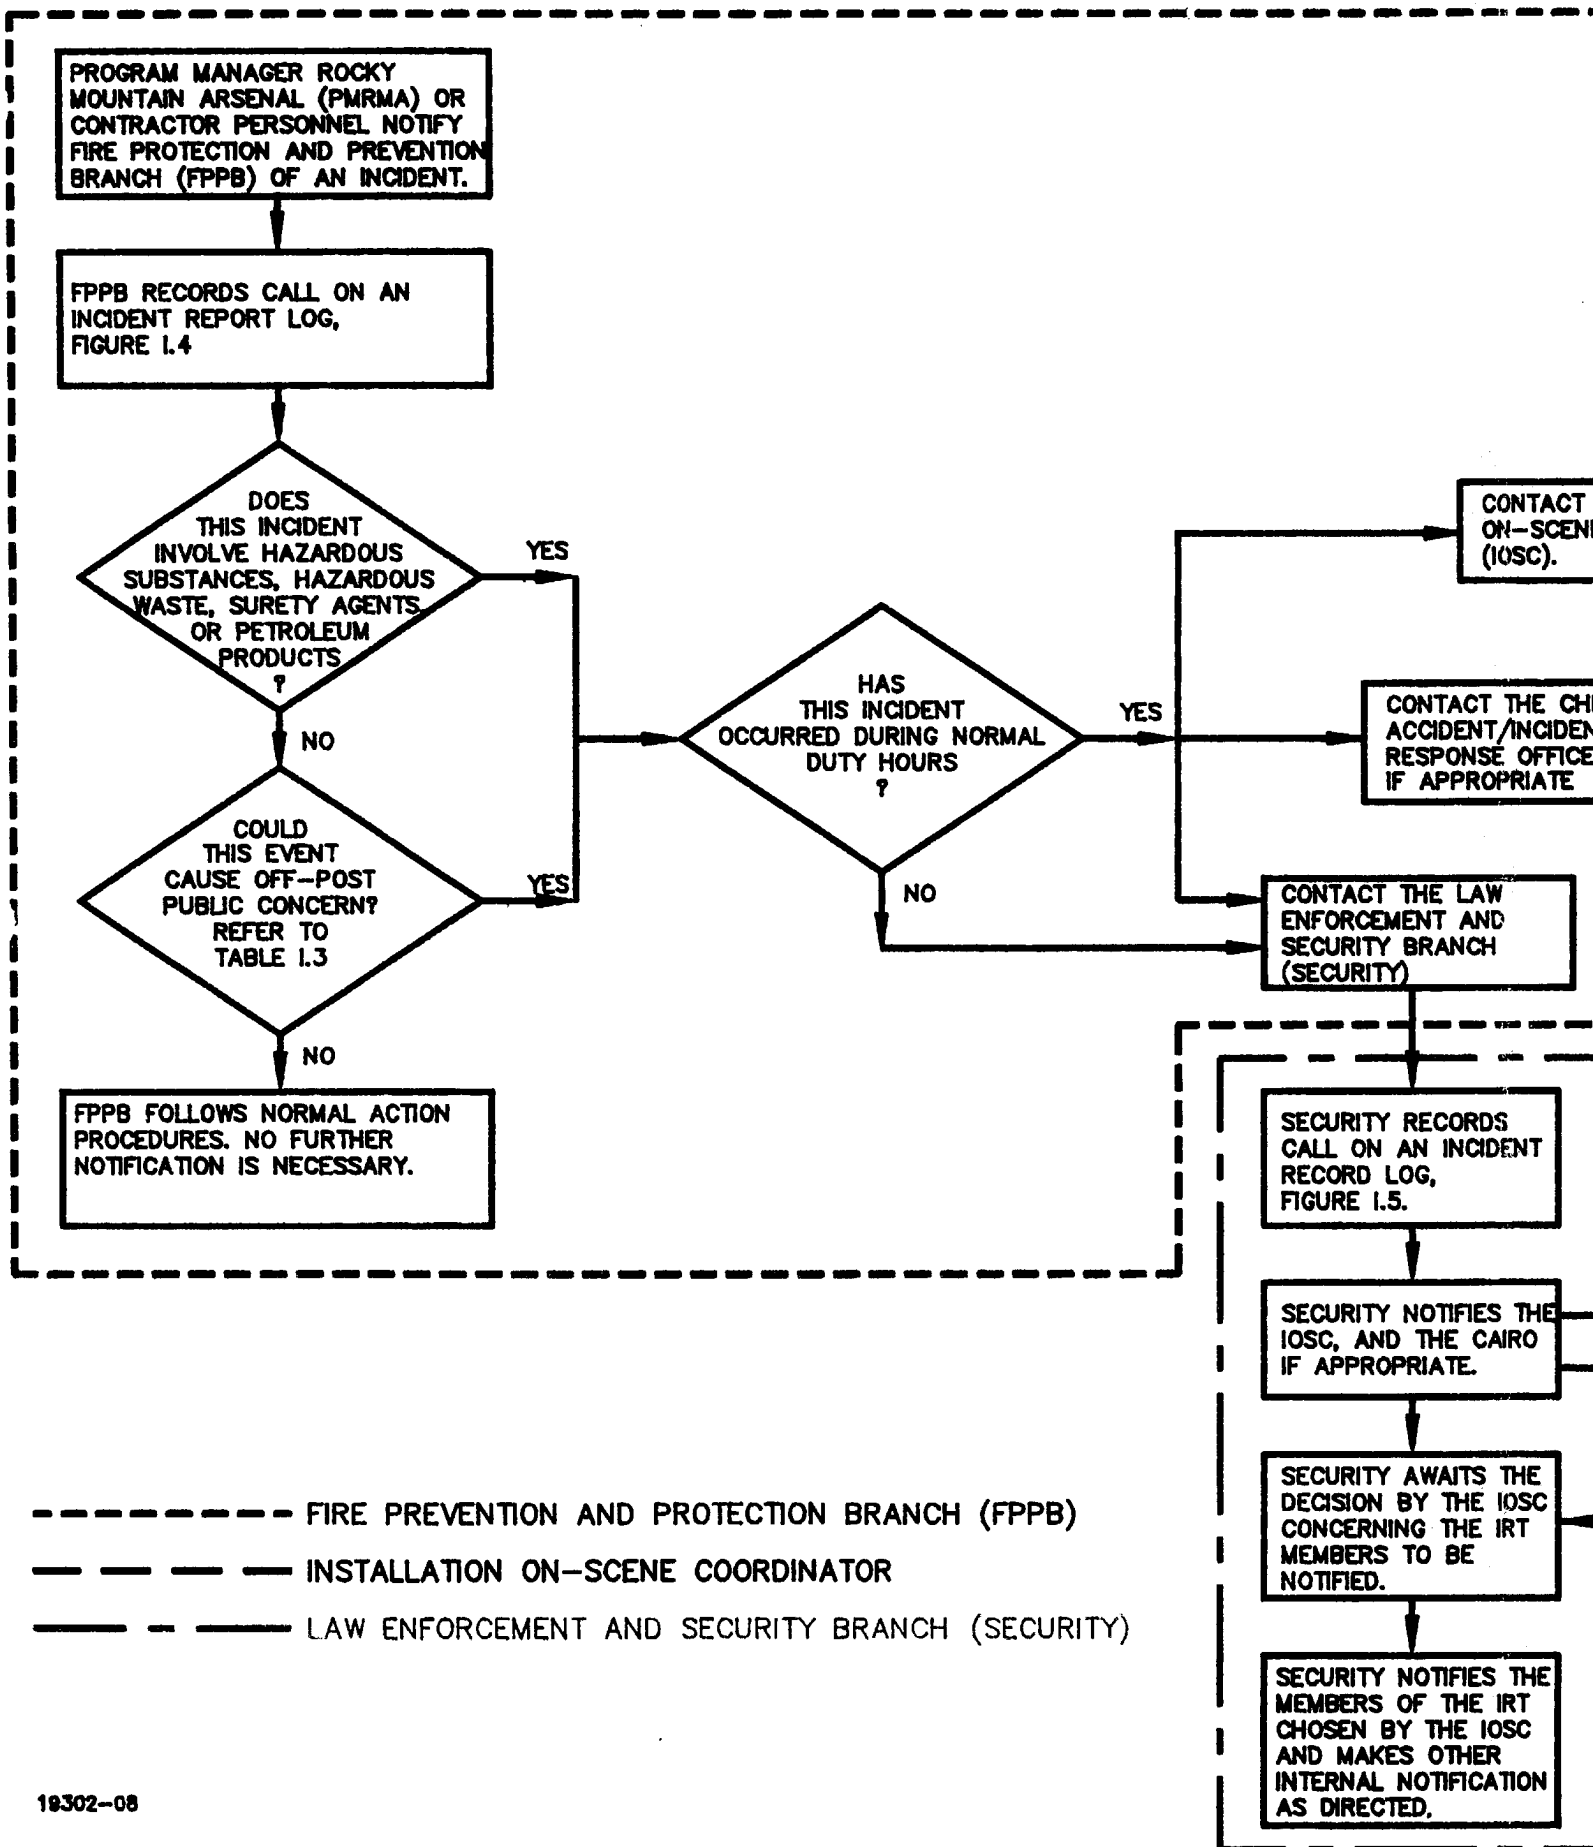 PROGRAM MANAGER ROCKY
MOUNTAIN ARSENAL (PMRMA) OR
CONTRACTOR PERSONNEL NOTIFY
FIRE PROTECTION AND PREVENTION
BRANCH (FPPB) OF AN INCIDENT.
FPPB RECORDS CALL ON AN
INCIDENT REPORT LOG,
FIGURE 1.4
DOES
THIS INCIDENT
INVOLVE HAZARDOUS
SUBSTANCES, HAZARDOUS
WASTE, SURETY AGENTS
OR PETROLEUM
PRODUCTS
?
YES
NO
COULD
THIS EVENT
CAUSE OFF-POST
PUBLIC CONCERN?
REFER TO
TABLE 1.3
YES
NO
FPPB FOLLOWS NORMAL ACTION
PROCEDURES. NO FURTHER
NOTIFICATION IS NECESSARY.
HAS
THIS INCIDENT
OCCURRED DURING NORMAL
DUTY HOURS
?
YES
NO
CONTACT
ON-SCENE
(IOSC).
CONTACT THE CHE
ACCIDENT/INCIDEN
RESPONSE OFFICE
IF APPROPRIATE
CONTACT THE LAW
ENFORCEMENT AND
SECURITY BRANCH
(SECURITY)
SECURITY RECORDS
CALL ON AN INCIDENT
RECORD LOG,
FIGURE 1.5.
SECURITY NOTIFIES THE
IOSC, AND THE CAIRO
IF APPROPRIATE.
SECURITY AWAITS THE
DECISION BY THE IOSC
CONCERNING THE IRT
MEMBERS TO BE
NOTIFIED.
SECURITY NOTIFIES THE
MEMBERS OF THE IRT
CHOSEN BY THE IOSC
AND MAKES OTHER
INTERNAL NOTIFICATION
AS DIRECTED.
FIRE PREVENTION AND PROTECTION BRANCH (FPPB)
INSTALLATION ON-SCENE COORDINATOR
LAW ENFORCEMENT AND SECURITY BRANCH (SECURITY)
19302-08